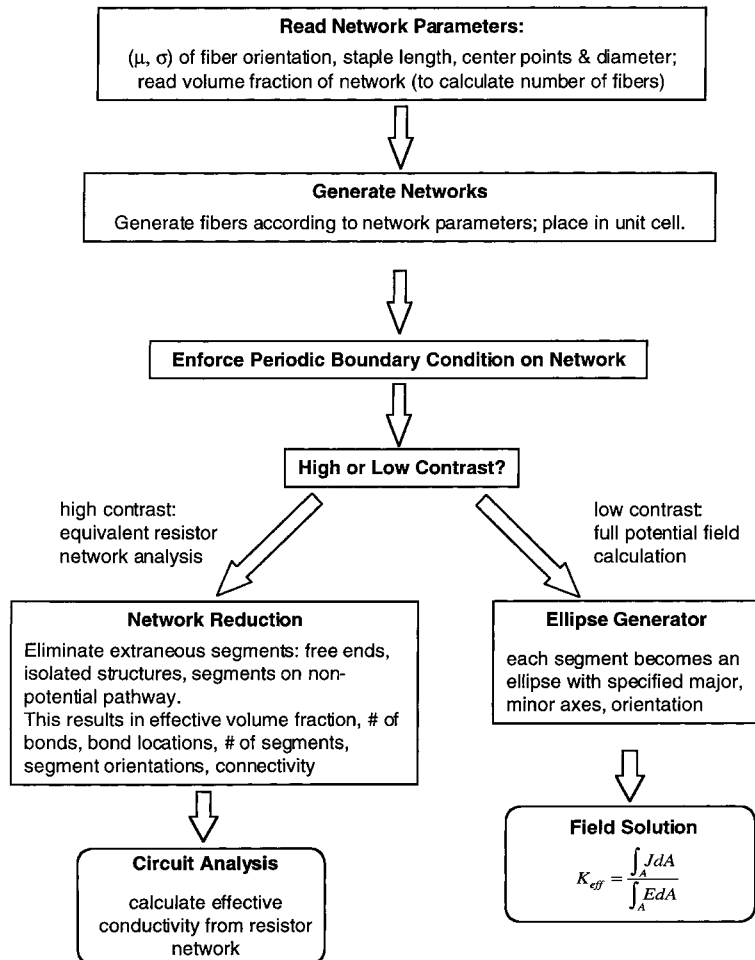 Read Network Parameters:
(μ, σ) of fiber orientation, staple length, center points & diameter;
read volume fraction of network (to calculate number of fibers)
Generate Networks
Generate fibers according to network parameters; place in unit cell.
Enforce Periodic Boundary Condition on Network
High or Low Contrast?
high contrast:
equivalent resistor
network analysis
low contrast:
full potential field
calculation
Network Reduction
Eliminate extraneous segments: free ends,
isolated structures, segments on non-
potential pathway.
This results in effective volume fraction, # of
bonds, bond locations, # of segments,
segment orientations, connectivity
Ellipse Generator
each segment becomes an
ellipse with specified major,
minor axes, orientation
Circuit Analysis
calculate effective
conductivity from resistor
network
Field Solution
K_eff = ∫_A JdA / ∫_A EdA